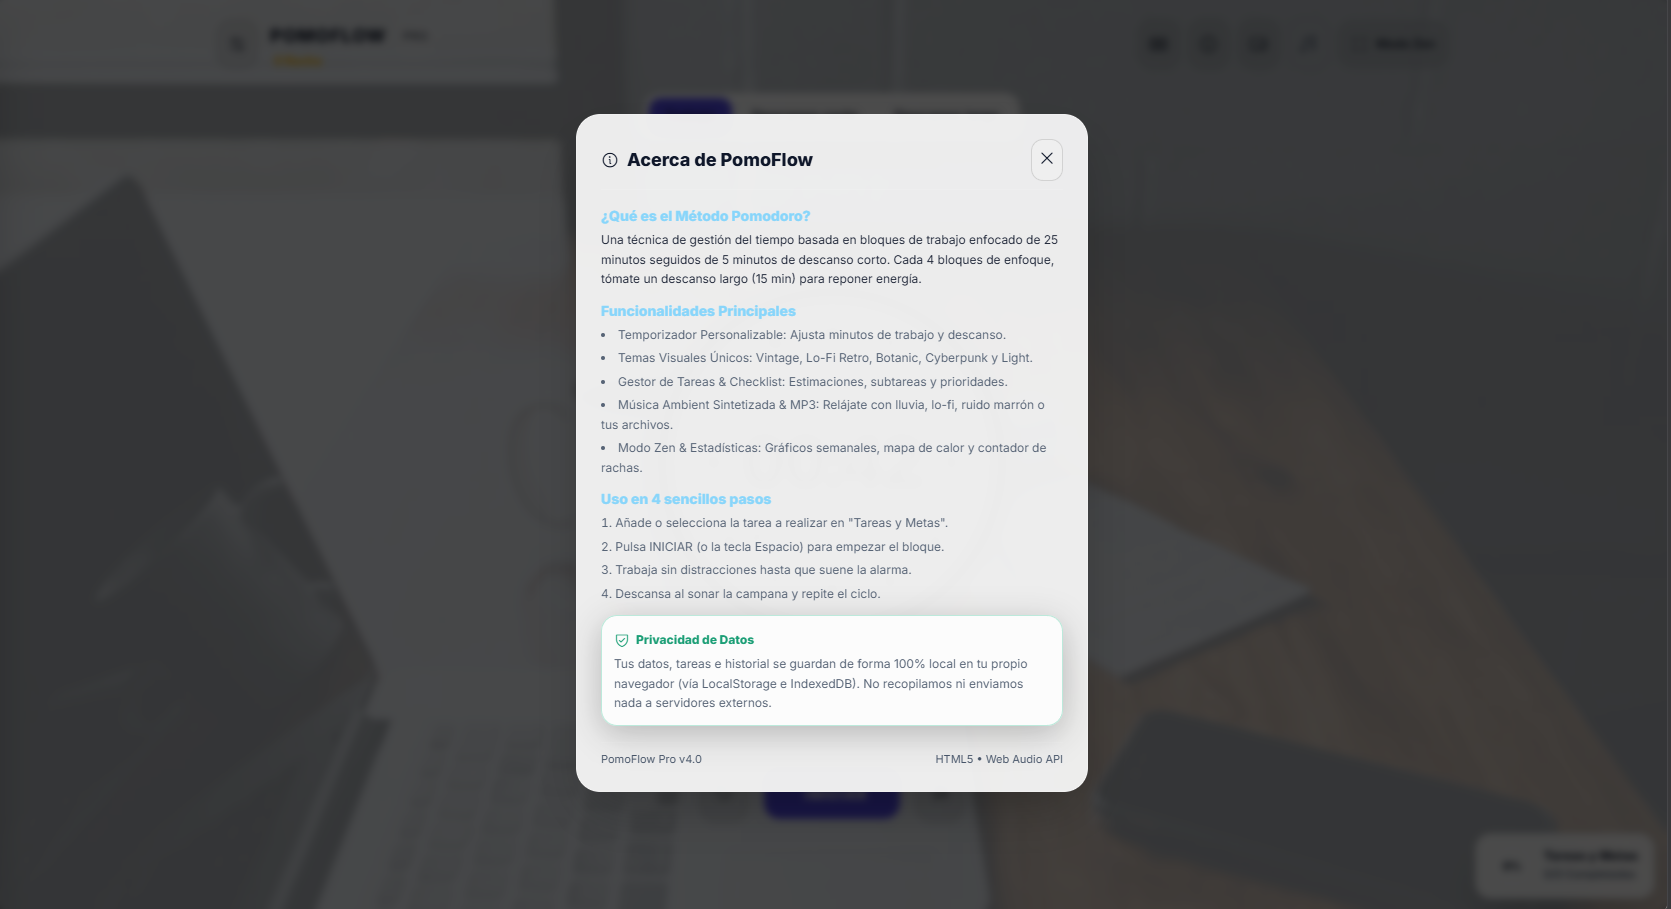 POMOFLOW
Acerca de PomoFlow
¿Qué es el Método Pomodoro?
Una técnica de gestión del tiempo basada en bloques de trabajo enfocado de 25
minutos seguidos de 5 minutos de descanso corto. Cada 4 bloques de enfoque,
tómate un descanso largo (15 min) para reponer energía.
Funcionalidades Principales
• Temporizador Personalizable: Ajusta minutos de trabajo y descanso.
• Temas Visuales Únicos: Vintage, Lo-Fi Retro, Botanic, Cyberpunk y Light.
• Gestor de Tareas & Checklist: Estimaciones, subtareas y prioridades.
• Música Ambient Sintetizada & MP3: Relájate con lluvia, lo-fi, ruido marrón o
tus archivos.
• Modo Zen & Estadísticas: Gráficos semanales, mapa de calor y contador de
rachas.
Uso en 4 sencillos pasos
1. Añade o selecciona la tarea a realizar en "Tareas y Metas".
2. Pulsa INICIAR (o la tecla Espacio) para empezar el bloque.
3. Trabaja sin distracciones hasta que suene la alarma.
4. Descansa al sonar la campana y repite el ciclo.
Privacidad de Datos
Tus datos, tareas e historial se guardan de forma 100% local en tu propio
navegador (vía LocalStorage e IndexedDB). No recopilamos ni enviamos
nada a servidores externos.
PomoFlow Pro v4.0
HTML5 • Web Audio API